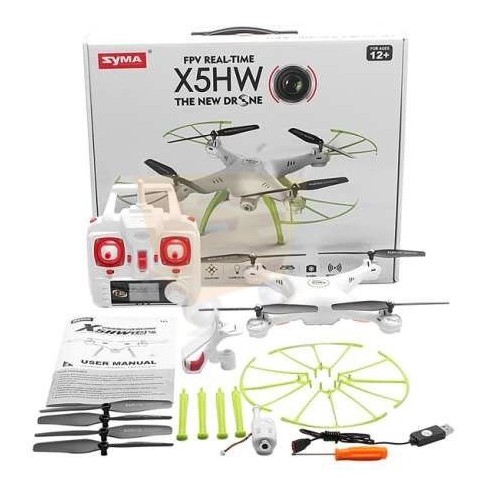 SYMA
FPV REAL-TIME
X5HW
THE NEW DRONE
FOR AGES
12+
X5HW
USER MANUAL